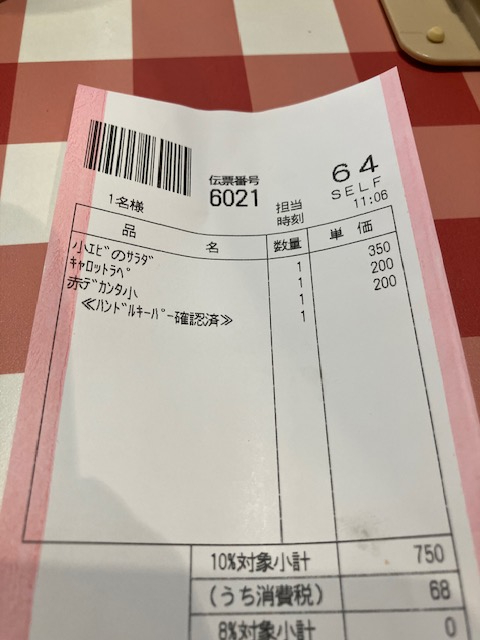 64
伝票番号 担当 SELF
1名様 6021 時刻 11:06
品 名 数量 単価
小ｴﾋﾞのｻﾗﾀﾞ 1 350
ｷｬﾛｯﾄﾗﾍﾟ 1 200
赤ﾃﾞｶﾝﾀ小 1 200
≪ﾊﾝﾄﾞﾙｷｰﾊﾟｰ確認済≫ 1
10%対象小計 750
(うち消費税) 68
8%対象小計 0